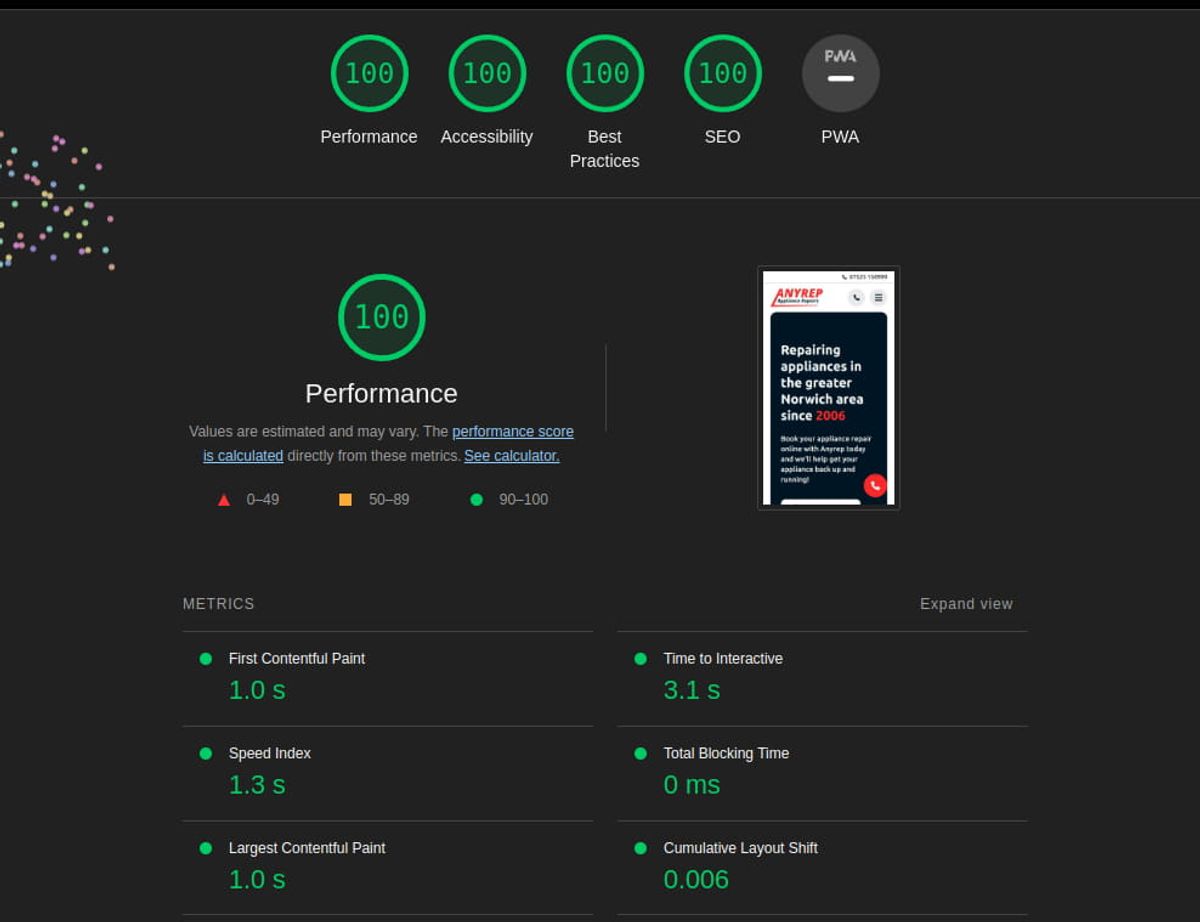 100
100
100
100
PWA
Performance
Accessibility
Best
Practices
SEO
PWA
100
Performance
Values are estimated and may vary. The performance score
is calculated directly from these metrics. See calculator.
0–49
50–89
90–100
ANYREP
Appliance Repairs
Repairing
appliances in
the greater
Norwich area
since 2006
Book your appliance repair
online with Anyrep today
and we'll help get your
appliance back up and
running!
METRICS
Expand view
First Contentful Paint
1.0 s
Time to Interactive
3.1 s
Speed Index
1.3 s
Total Blocking Time
0 ms
Largest Contentful Paint
1.0 s
Cumulative Layout Shift
0.006